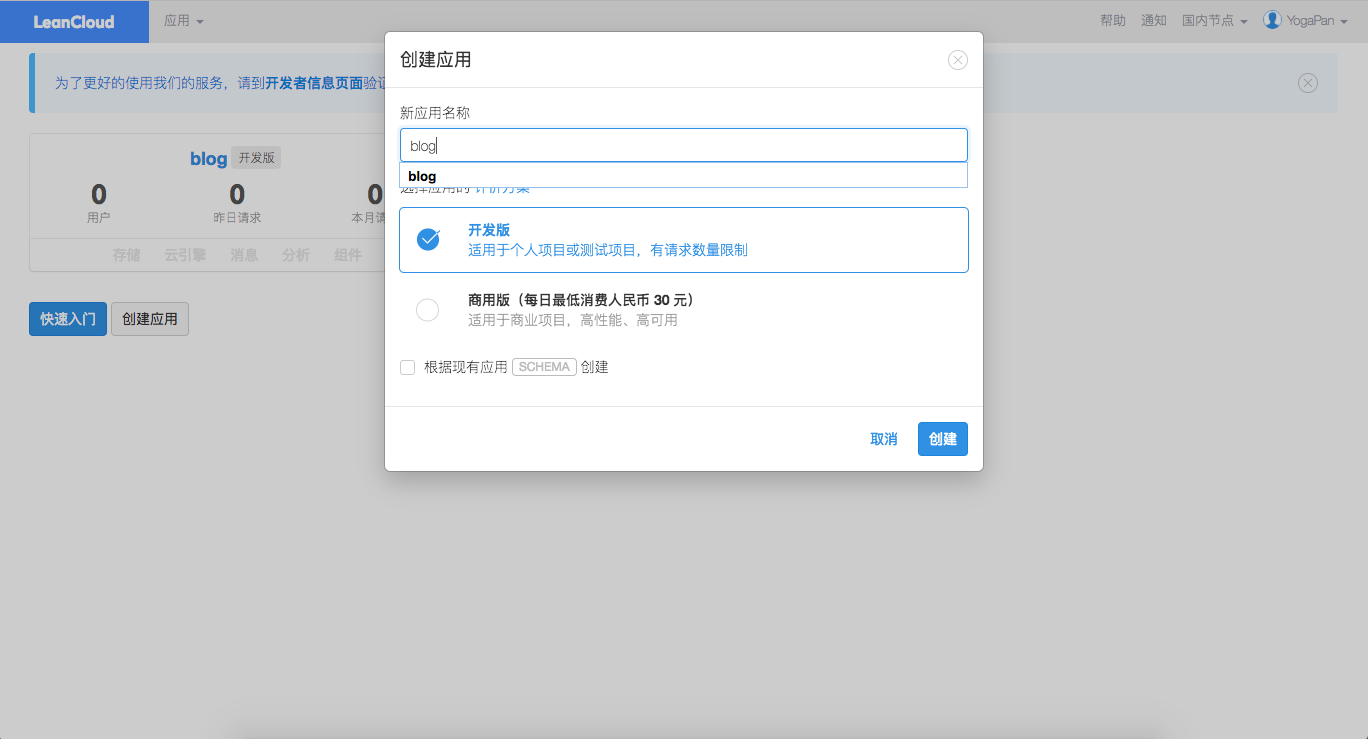 LeanCloud 应用 帮助 通知 国内节点 YogaPan
为了更好的使用我们的服务，请到开发者信息页面验证
blog 开发版
0 0 0
用户 昨日请求 本月请
存储 云引擎 消息 分析 组件
快速入门 创建应用
创建应用
新应用名称
blog
blog
选择应用的 计价方案
开发版
适用于个人项目或测试项目，有请求数量限制
商用版（每日最低消费人民币 30 元）
适用于商业项目，高性能、高可用
根据现有应用 SCHEMA 创建
取消 创建